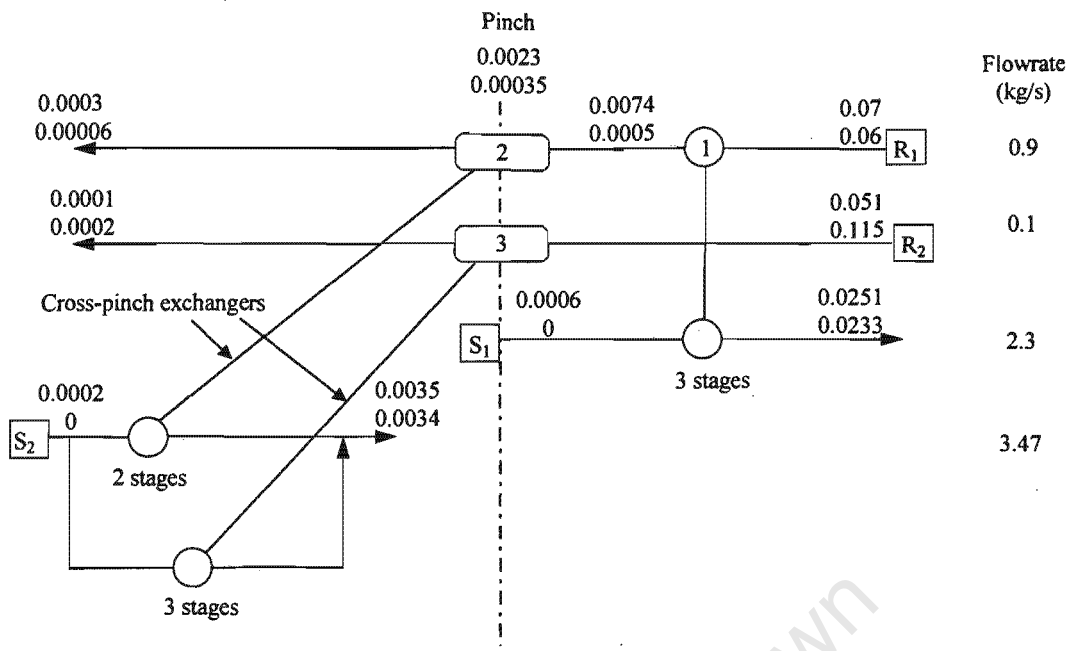 Pinch
0.0023
0.00035
Flowrate
(kg/s)
0.0003
0.00006
0.0074
0.0005
0.07
0.06
2
1
R1
0.9
0.0001
0.0002
0.051
0.115
3
R2
0.1
Cross-pinch exchangers
0.0006
0
0.0251
0.0233
S1
2.3
3 stages
0.0002
0
0.0035
0.0034
S2
3.47
2 stages
3 stages
wn